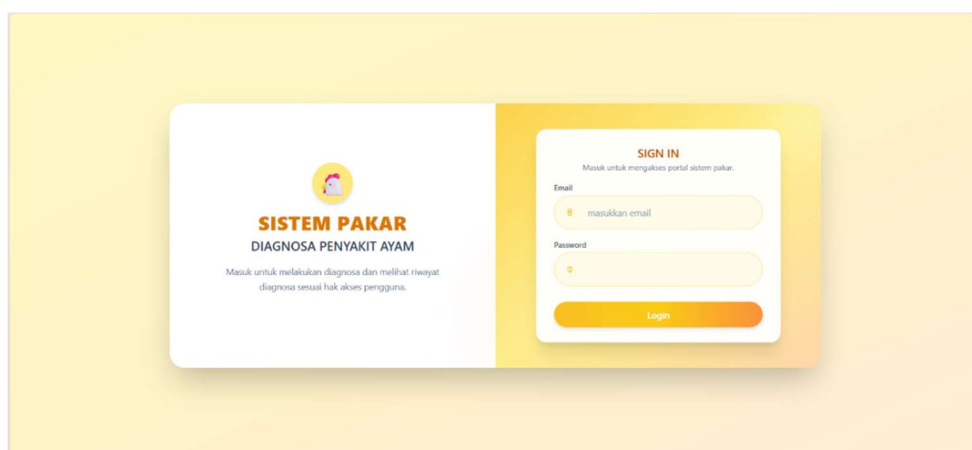 SISTEM PAKAR
DIAGNOSA PENYAKIT AYAM
Masuk untuk melakukan diagnosa dan melihat riwayat
diagnosa sesuai hak akses pengguna.
SIGN IN
Masuk untuk mengakses portal sistem pakar.
Email
masukkan email
Password
Login